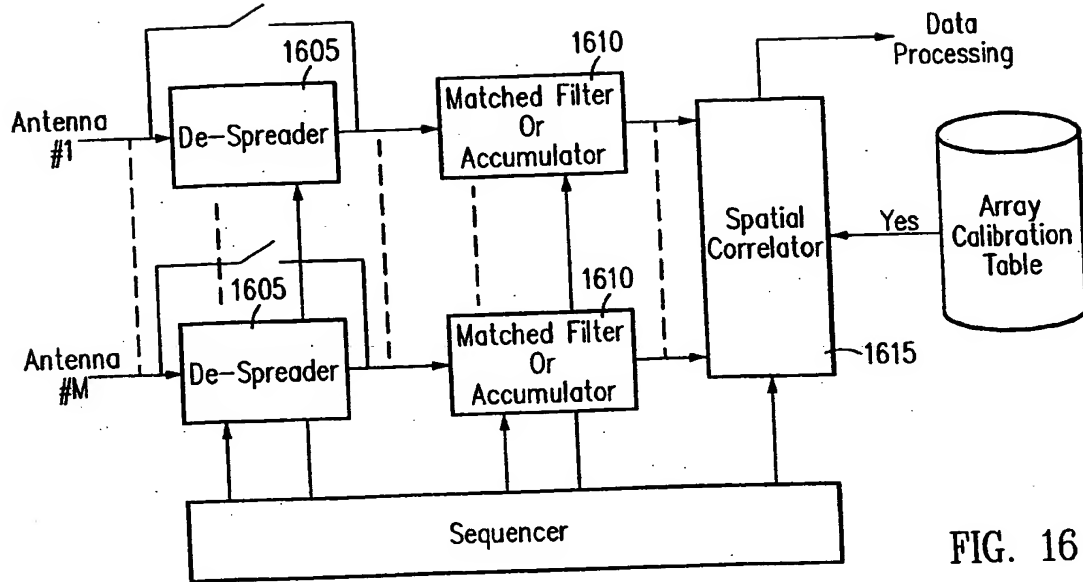 Data
Processing
1605
1610
Antenna
#1
De-Spreader
Matched Filter
Or
Accumulator
Spatial
Correlator
Yes
Array
Calibration
Table
1605
1610
Antenna
#M
De-Spreader
Matched Filter
Or
Accumulator
1615
Sequencer
FIG. 16